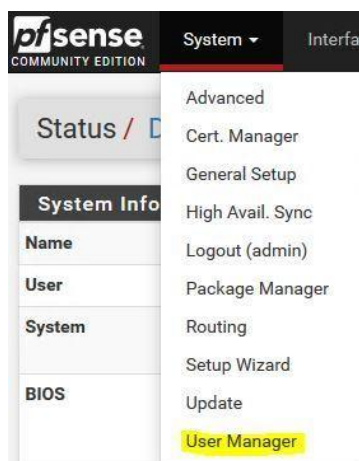 pfsense
COMMUNITY EDITION
System
Interfa
Status / D
Advanced
Cert. Manager
General Setup
High Avail. Sync
Logout (admin)
Package Manager
Routing
Setup Wizard
Update
User Manager
System Info
Name
User
System
BIOS